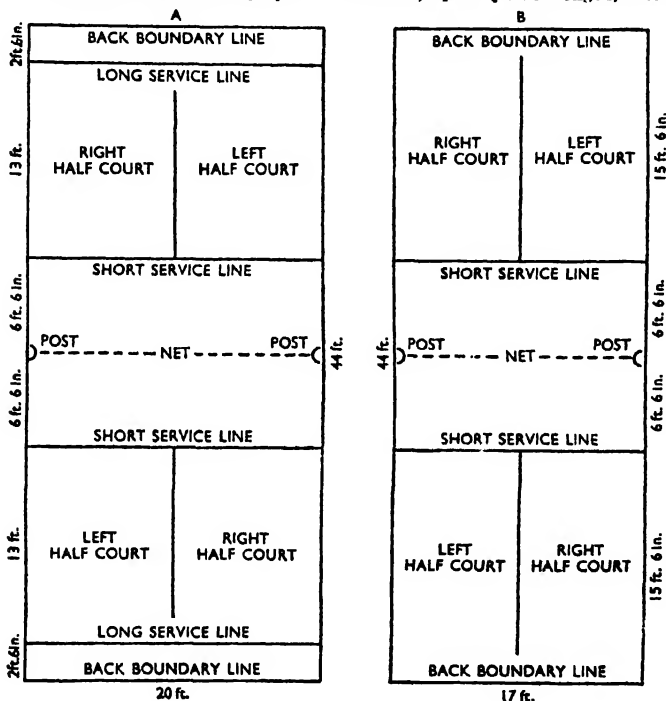 A
BACK BOUNDARY LINE
2ft.6in.
LONG SERVICE LINE
13 ft.
RIGHT HALF COURT
LEFT HALF COURT
SHORT SERVICE LINE
6 ft. 6 in.
POST
NET
POST
44 ft.
6 ft. 6 in.
SHORT SERVICE LINE
13 ft.
LEFT HALF COURT
RIGHT HALF COURT
LONG SERVICE LINE
2ft.6in.
BACK BOUNDARY LINE
20 ft.
B
BACK BOUNDARY LINE
RIGHT HALF COURT
LEFT HALF COURT
15 ft. 6 in.
SHORT SERVICE LINE
6 ft. 6 in.
44 ft.
POST
NET
POST
6 ft. 6 in.
SHORT SERVICE LINE
LEFT HALF COURT
RIGHT HALF COURT
15 ft. 6 in.
BACK BOUNDARY LINE
17 ft.